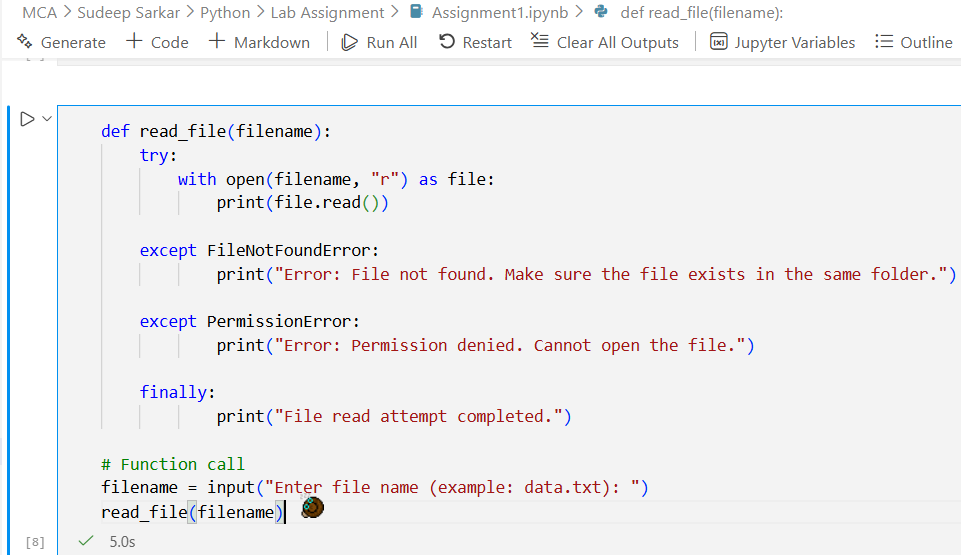 MCA > Sudeep Sarkar > Python > Lab Assignment > Assignment1.ipynb > def read_file(filename):
Generate + Code + Markdown Run All Restart Clear All Outputs Jupyter Variables Outline
def read_file(filename):
    try:
        with open(filename, "r") as file:
            print(file.read())
    except FileNotFoundError:
            print("Error: File not found. Make sure the file exists in the same folder.")
    except PermissionError:
            print("Error: Permission denied. Cannot open the file.")
    finally:
            print("File read attempt completed.")
# Function call
filename = input("Enter file name (example: data.txt): ")
read_file(filename)
[8] 5.0s